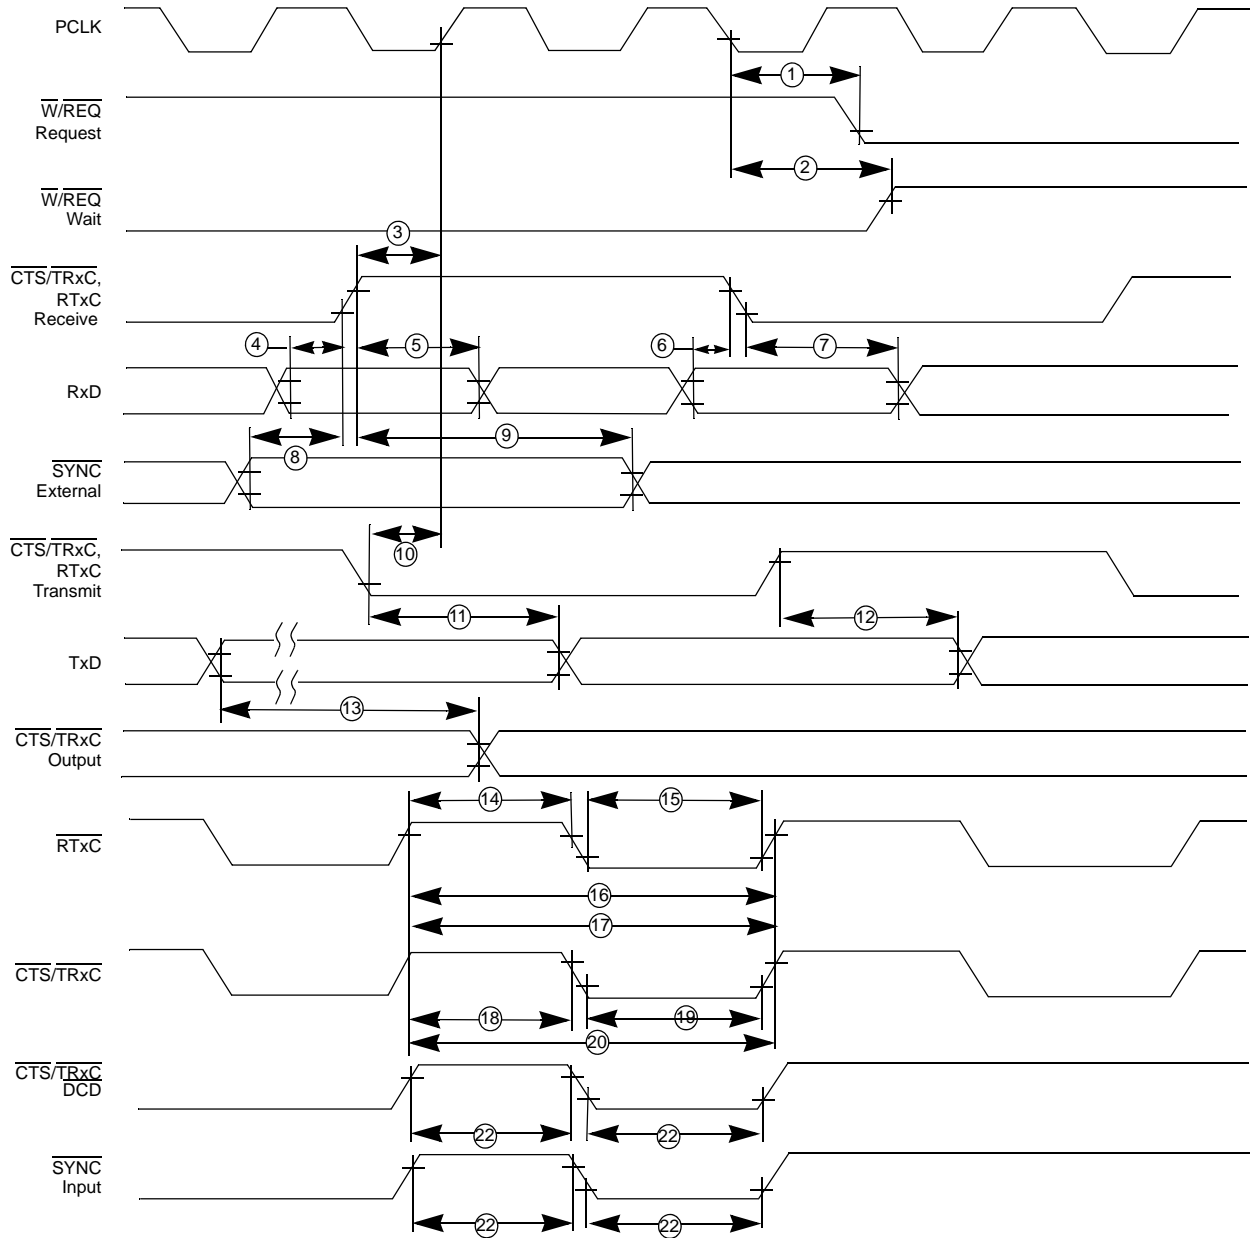 PCLK
1
W/REQ
Request
2
W/REQ
Wait
3
CTS/TRxC,
RTxC
Receive
4
5
6
7
RxD
8
9
SYNC
External
CTS/TRxC,
RTxC
Transmit
10
11
12
TxD
13
CTS/TRxC
Output
14
15
RTxC
16
17
CTS/TRxC
18
19
20
CTS/TRxC
DCD
22
22
SYNC
Input
22
22